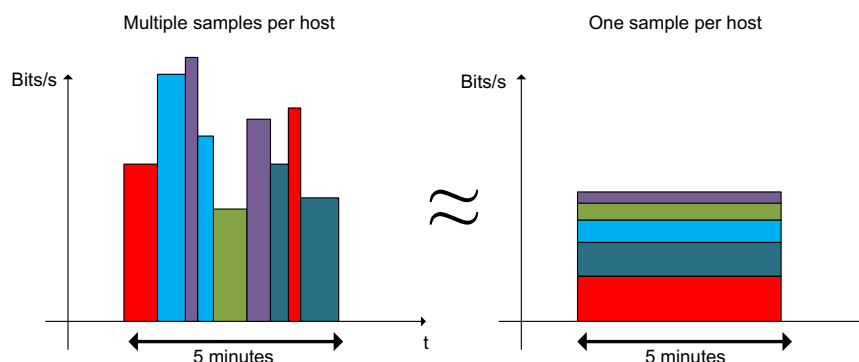 Multiple samples per host
One sample per host
Bits/s
Bits/s
≈
t
5 minutes
5 minutes